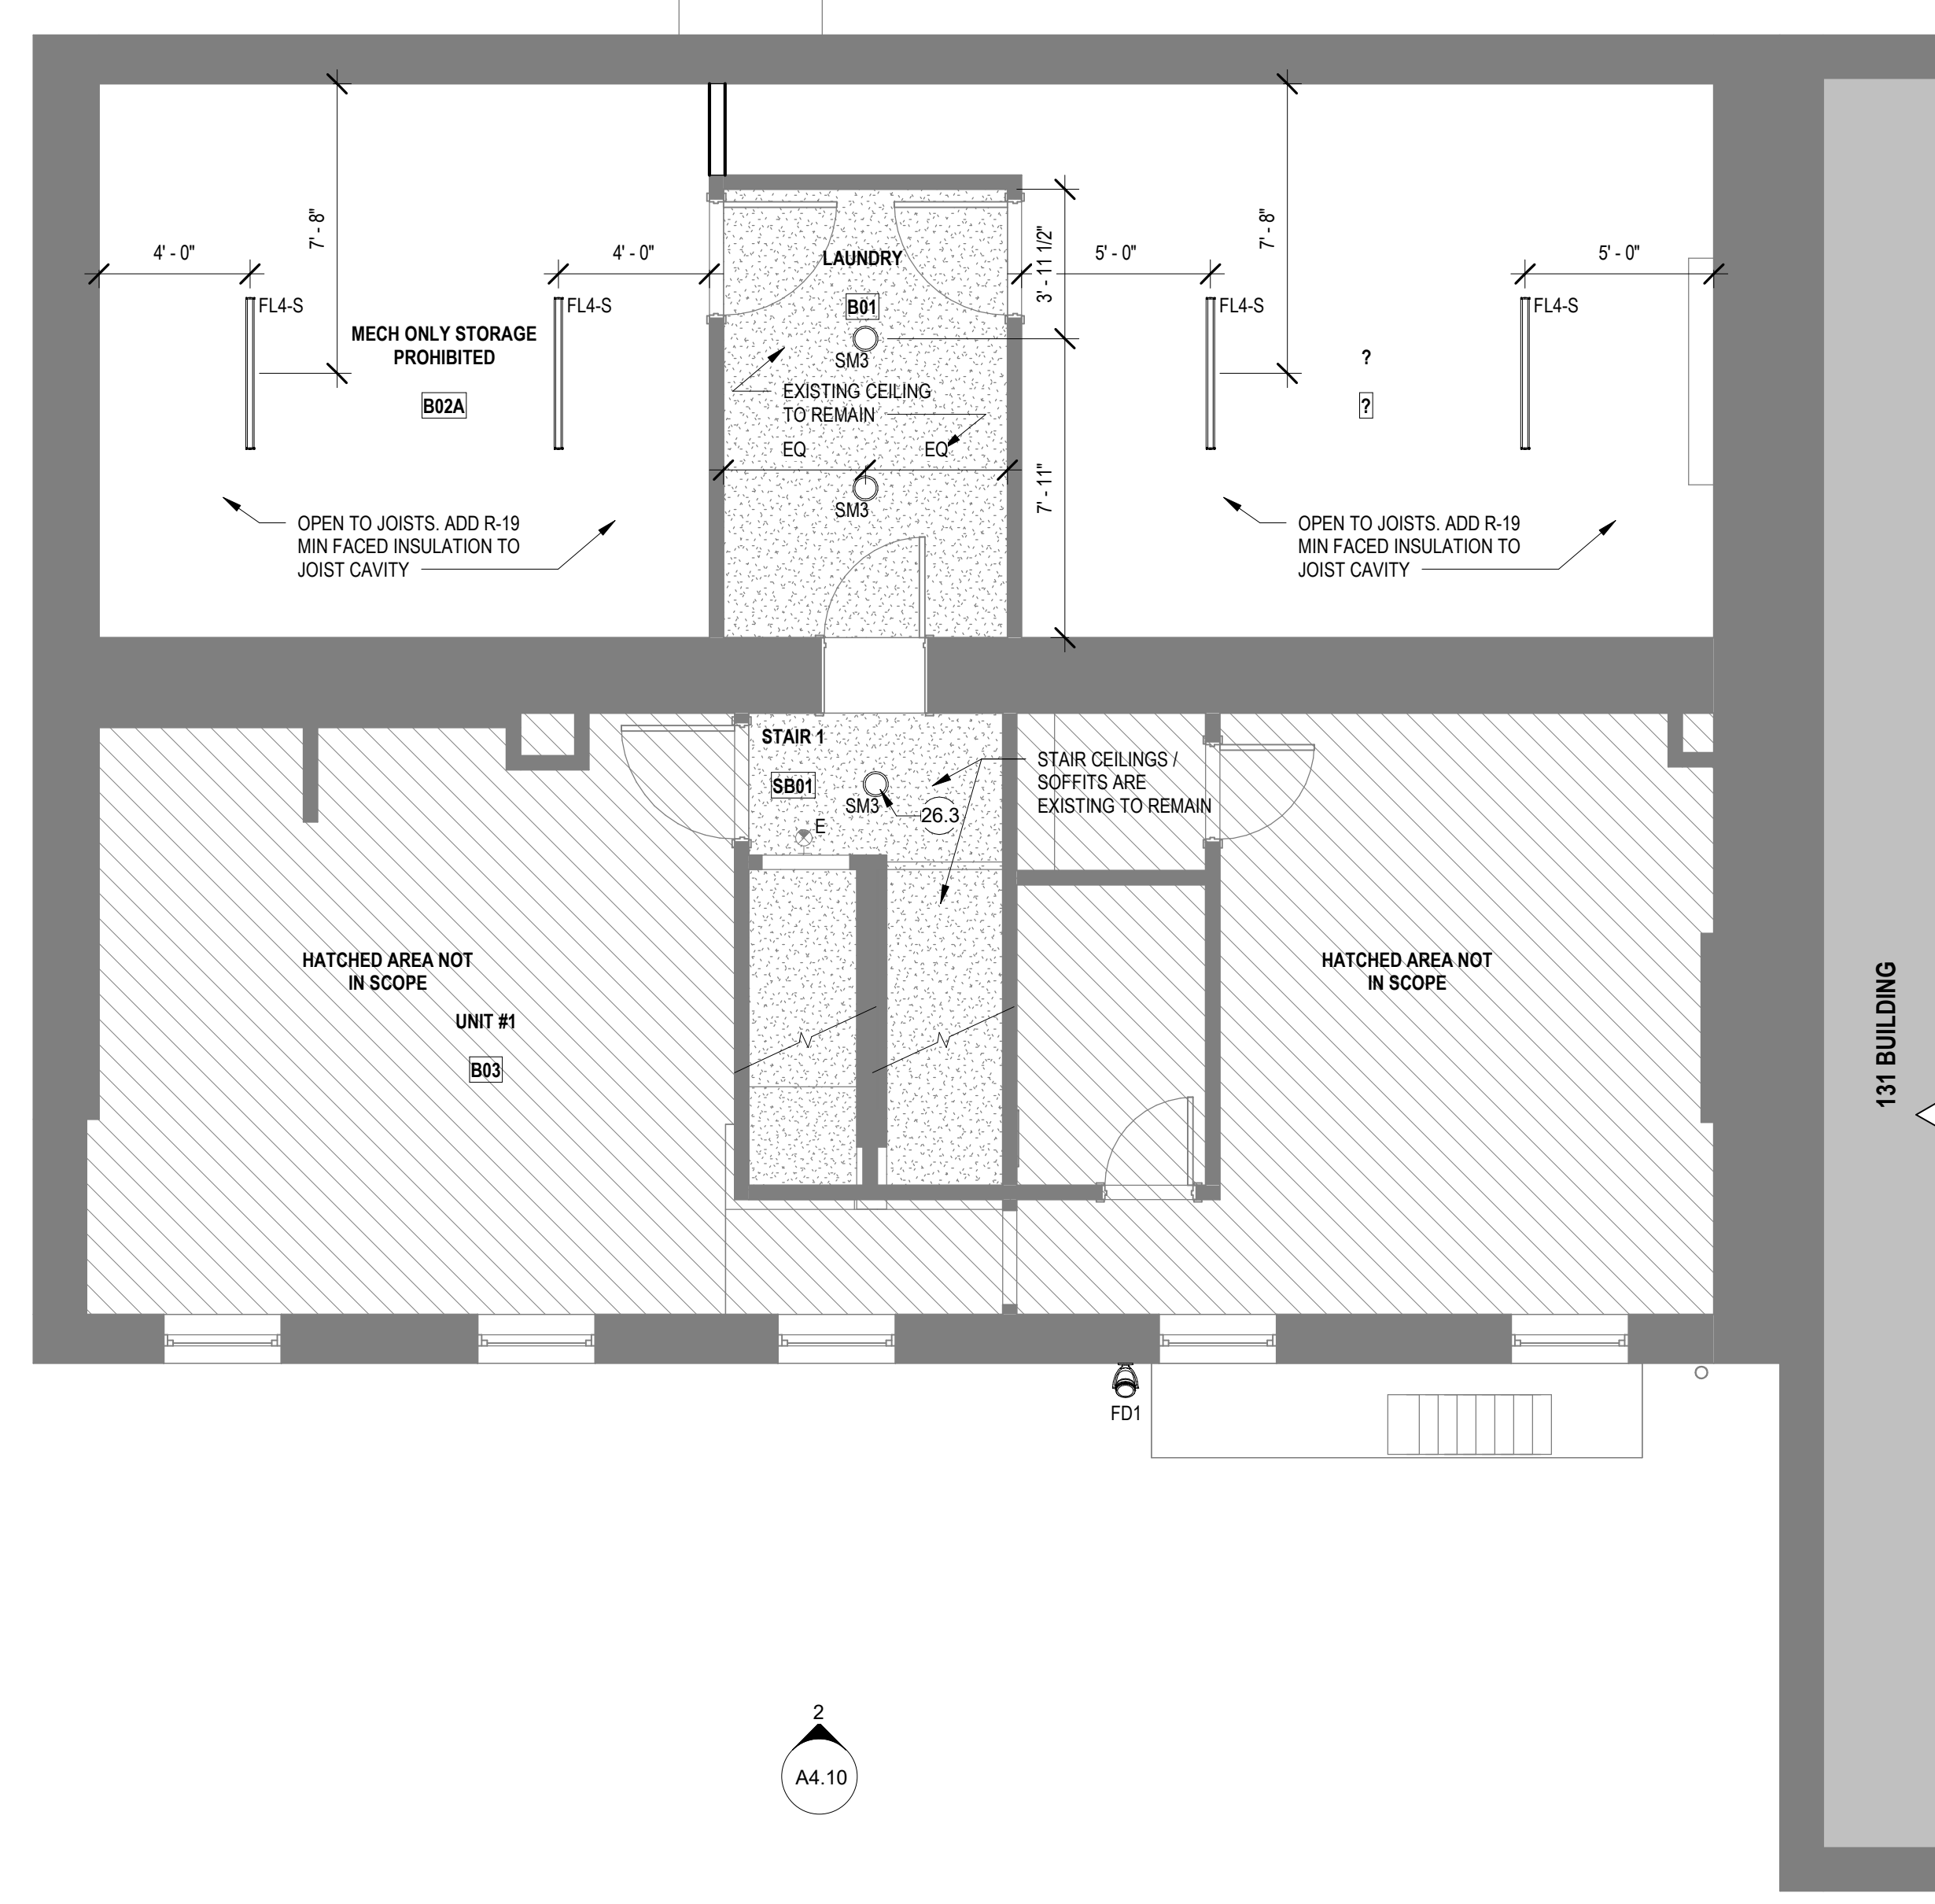 4' - 0"
7' - 8"
4' - 0"
LAUNDRY
3' - 11 1/2"
5' - 0"
7' - 8"
5' - 0"
FL4-S
FL4-S
B01
FL4-S
FL4-S
MECH ONLY STORAGE
PROHIBITED
B02A
SM3
?
?
EXISTING CEILING
TO REMAIN
EQ
EQ
7' - 11"
SM3
OPEN TO JOISTS. ADD R-19
MIN FACED INSULATION TO
JOIST CAVITY
OPEN TO JOISTS. ADD R-19
MIN FACED INSULATION TO
JOIST CAVITY
STAIR 1
SB01
SM3
26.3
E
STAIR CEILINGS /
SOFFITS ARE
EXISTING TO REMAIN
HATCHED AREA NOT
IN SCOPE
UNIT #1
B03
HATCHED AREA NOT
IN SCOPE
131 BUILDING
FD1
2
A4.10